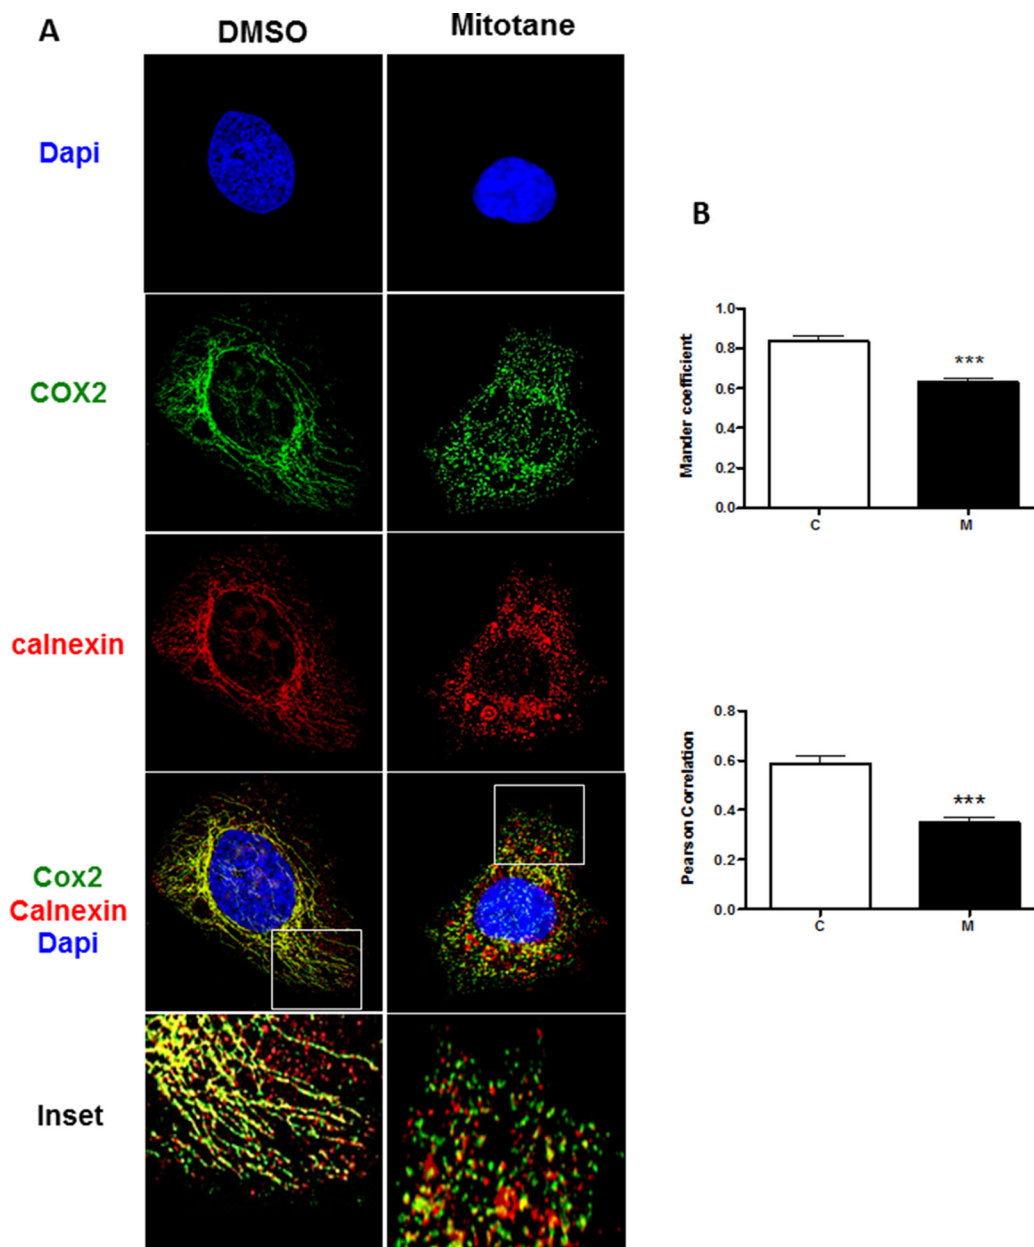 A
DMSO
Mitotane
Dapi
COX2
calnexin
Cox2
Calnexin
Dapi
Inset
B
Mander coefficient
1.0
0.8
0.6
0.4
0.2
0.0
***
C
M
Pearson Correlation
0.8
0.6
0.4
0.2
0.0
***
C
M